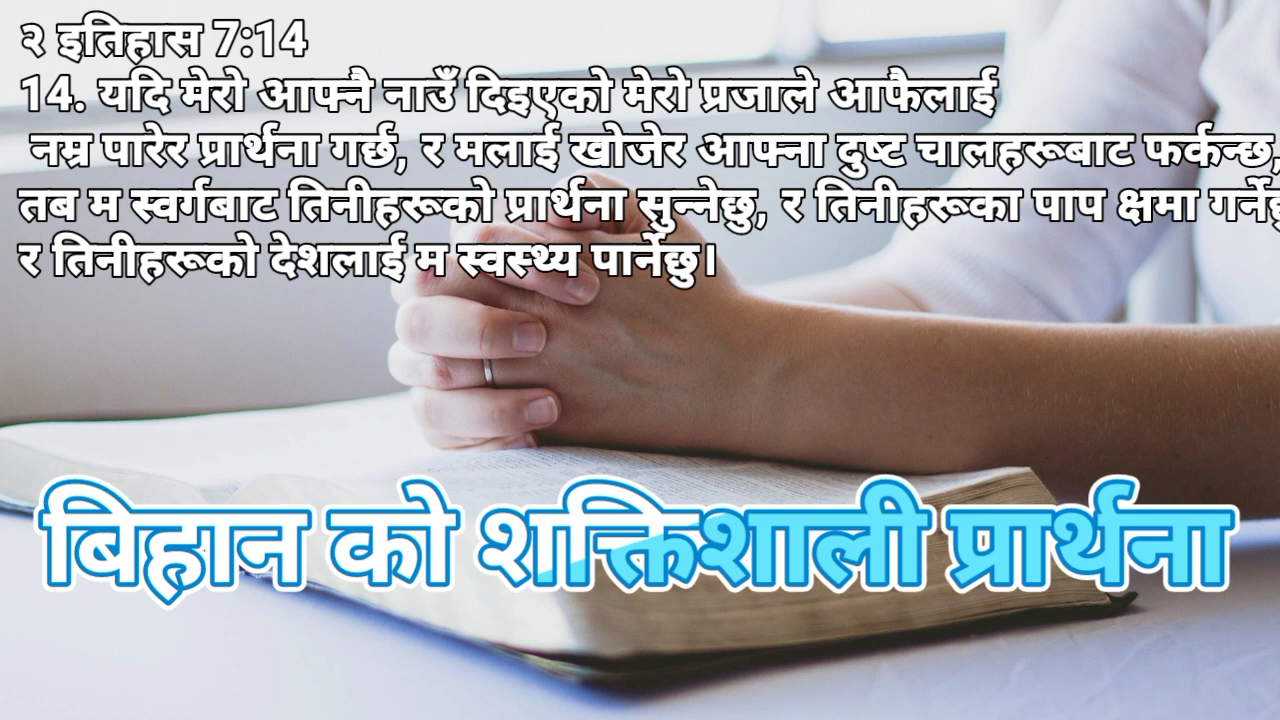 २ इतिहास 7:14
14. यदि मेरो आफ्नै नाउँ दिइएको मेरो प्रजाले आफैलाई
नम्र पारेर प्रार्थना गर्छ, र मलाई खोजेर आफ्ना दुष्ट चालहरूबाट फर्कन्छ,
तब म स्वर्गबाट तिनीहरूको प्रार्थना सुन्नेछु, र तिनीहरूका पाप क्षमा
र तिनीहरूको देशलाई म स्वस्थ्य पार्नेछु।
बिहान को शक्तिशाली प्रार्थना